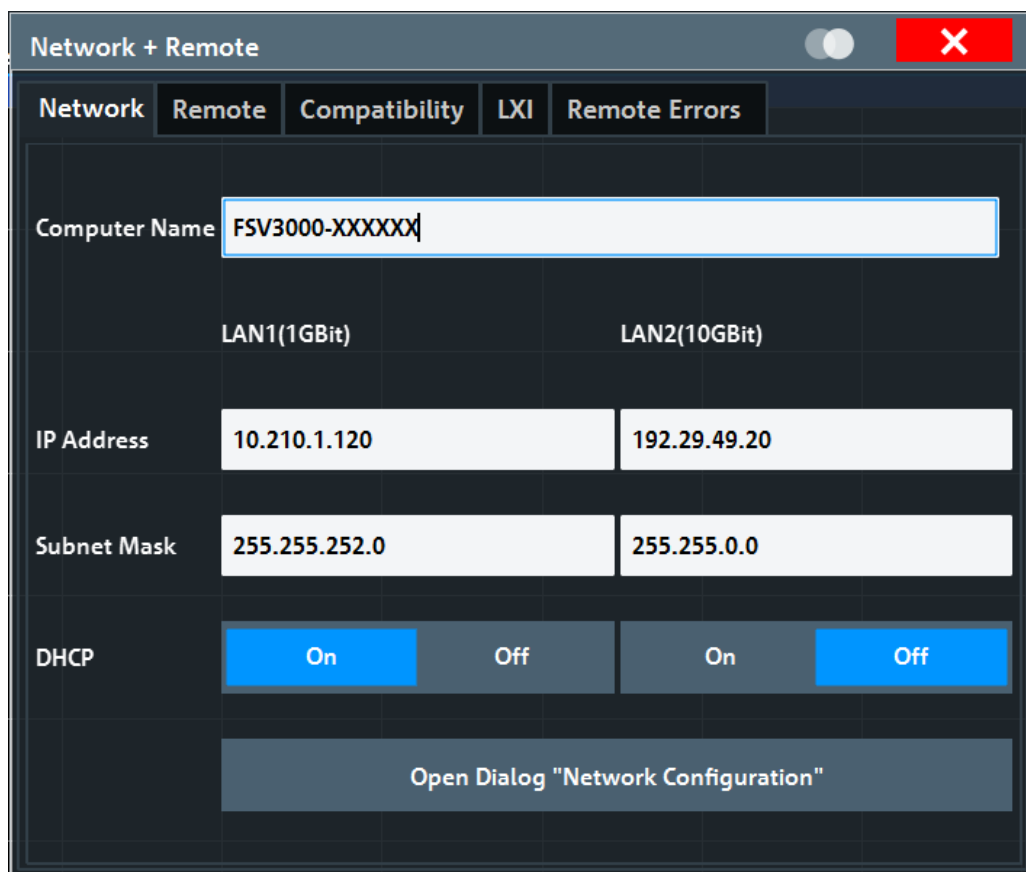 Network + Remote
Network Remote Compatibility LXI Remote Errors
Computer Name FSV3000-XXXXXX
LAN1(1GBit) LAN2(10GBit)
IP Address 10.210.1.120 192.29.49.20
Subnet Mask 255.255.252.0 255.255.0.0
DHCP On Off On Off
Open Dialog "Network Configuration"